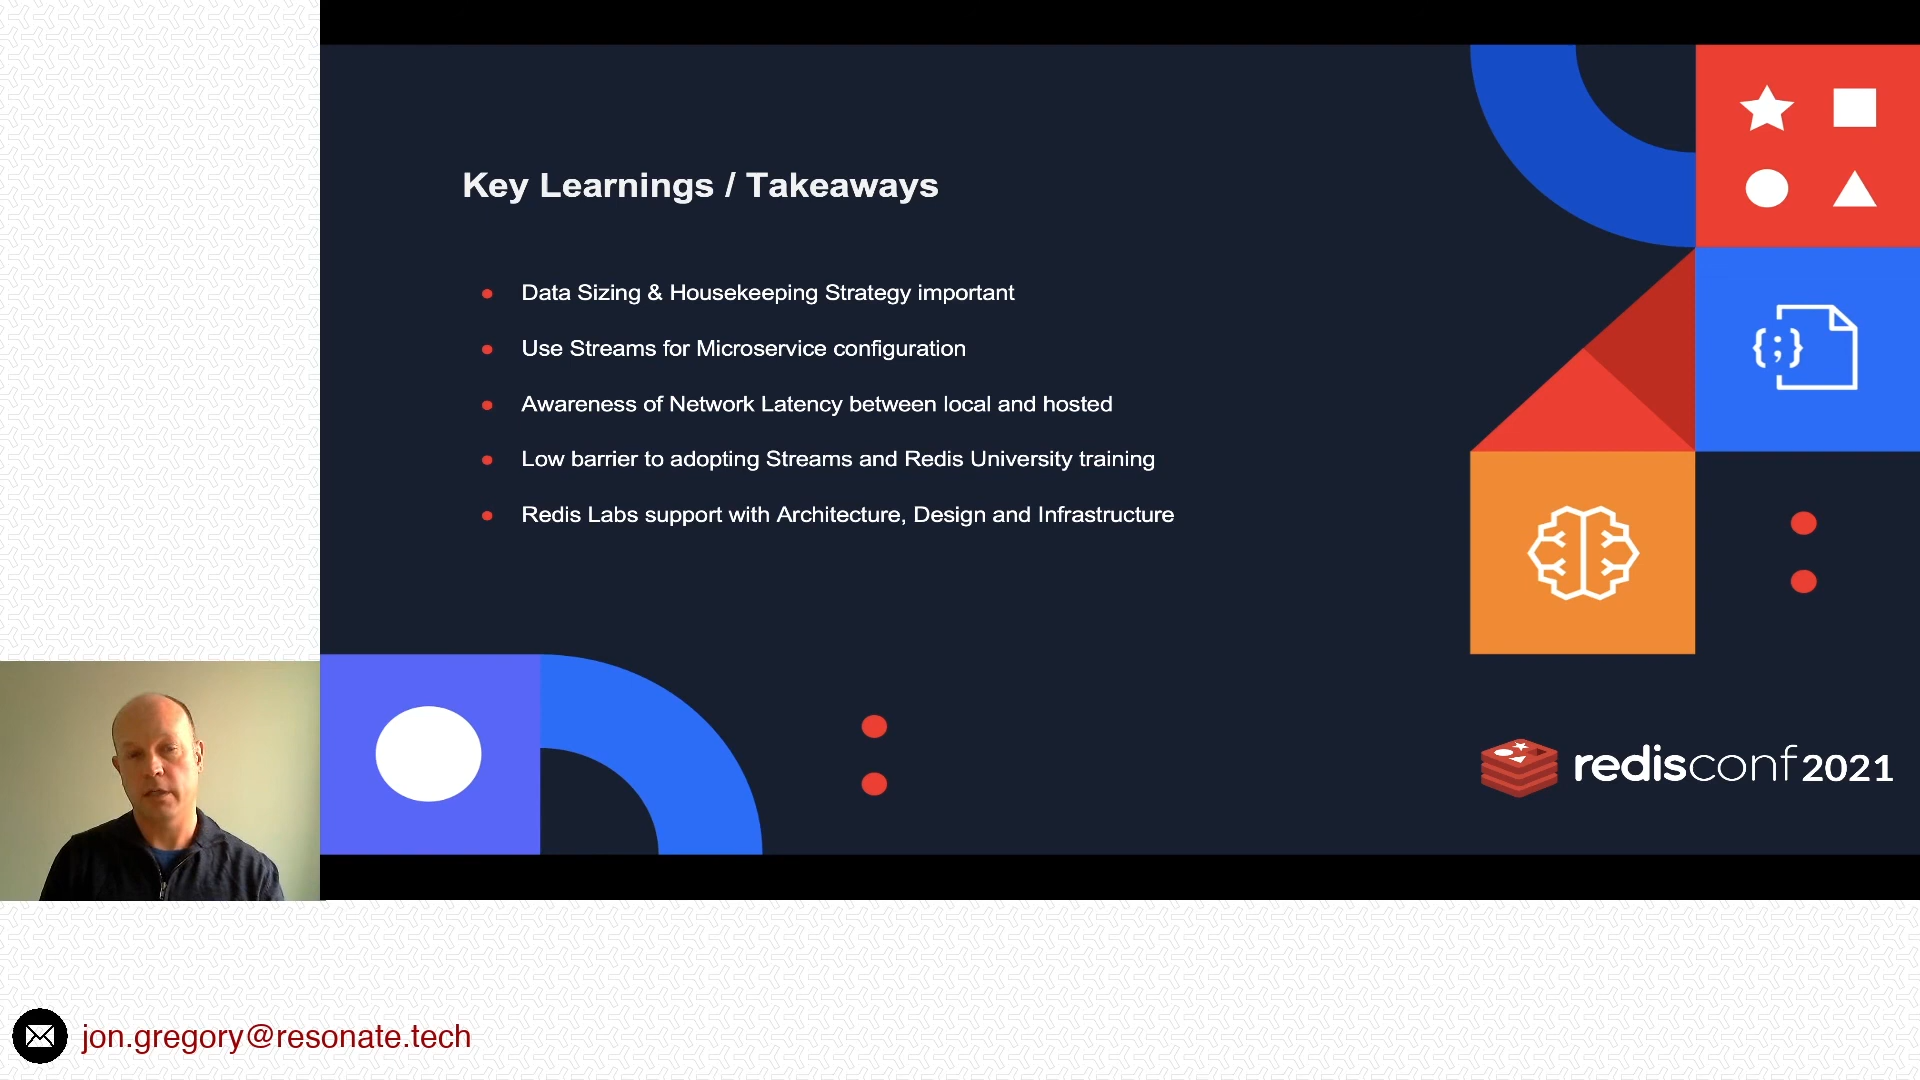 Key Learnings / Takeaways
Data Sizing & Housekeeping Strategy important
Use Streams for Microservice configuration
Awareness of Network Latency between local and hosted
Low barrier to adopting Streams and Redis University training
Redis Labs support with Architecture, Design and Infrastructure
{;}
redisconf2021
jon.gregory@resonate.tech